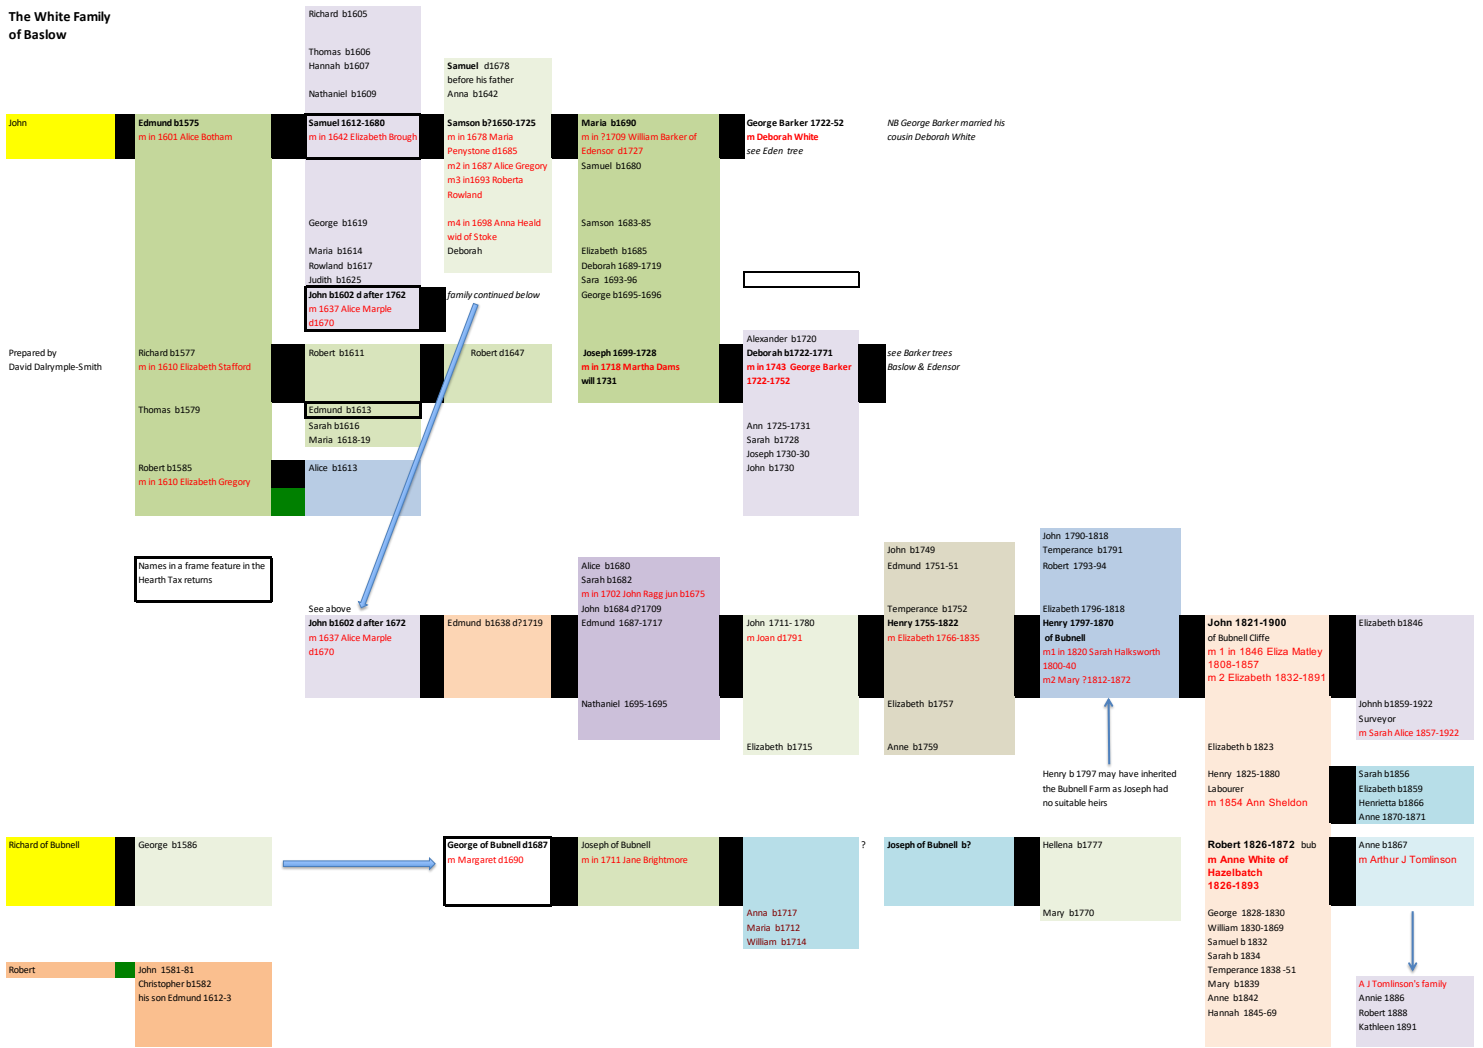 The White Family
of Baslow
Richard b1605
Thomas b1606
Hannah b1607
Nathaniel b1609
Samuel d1678
before his father
Anna b1642
John
Edmund b1575
m in 1601 Alice Botham
Samuel 1612-1680
m in 1642 Elizabeth Brough
Samson b?1650-1725
m in 1678 Maria
Penystone d1685
m2 in 1687 Alice Gregory
m3 in1693 Roberta
Rowland
m4 in 1698 Anna Heald
wid of Stoke
Deborah
Maria b1690
m in ?1709 William Barker of
Edensor d1727
Samuel b1680
Samson 1683-85
Elizabeth b1685
Deborah 1689-1719
Sara 1693-96
George b1695-1696
George Barker 1722-52
m Deborah White
see Eden tree
NB George Barker married his
cousin Deborah White
George b1619
Maria b1614
Rowland b1617
Judith b1625
John b1602 d after 1762
m 1637 Alice Marple
d1670
family continued below
Prepared by
David Dalrymple-Smith
Richard b1577
m in 1610 Elizabeth Stafford
Robert b1611
Robert d1647
Joseph 1699-1728
m in 1718 Martha Dams
will 1731
Alexander b1720
Deborah b1722-1771
m in 1743 George Barker
1722-1752
see Barker trees
Baslow & Edensor
Thomas b1579
Edmund b1613
Sarah b1616
Maria 1618-19
Ann 1725-1731
Sarah b1728
Joseph 1730-30
John b1730
Robert b1585
m in 1610 Elizabeth Gregory
Alice b1613
Names in a frame feature in the
Hearth Tax returns
See above
John b1602 d after 1672
m 1637 Alice Marple
d1670
Edmund b1638 d?1719
Alice b1680
Sarah b1682
m in 1702 John Ragg jun b1675
John b1684 d?1709
Edmund 1687-1717
Nathaniel 1695-1695
John 1711- 1780
m Joan d1791
Elizabeth b1715
John b1749
Edmund 1751-51
Temperance b1752
Henry 1755-1822
m Elizabeth 1766-1835
Elizabeth b1757
Anne b1759
John 1790-1818
Temperance b1791
Robert 1793-94
Elizabeth 1796-1818
Henry 1797-1870
of Bubnell
m1 in 1820 Sarah Halksworth
1800-40
m2 Mary ?1812-1872
Henry b 1797 may have inherited
the Bubnell Farm as Joseph had
no suitable heirs
John 1821-1900
of Bubnell Cliffe
m 1 in 1846 Eliza Matley
1808-1857
m 2 Elizabeth 1832-1891
Elizabeth b 1823
Henry 1825-1880
Labourer
m 1854 Ann Sheldon
Elizabeth b1846
Johnh b1859-1922
Surveyor
m Sarah Alice 1857-1922
Sarah b1856
Elizabeth b1859
Henrietta b1866
Anne 1870-1871
Richard of Bubnell
George b1586
George of Bubnell d1687
m Margaret d1690
Joseph of Bubnell
m in 1711 Jane Brightmore
Anna b1717
Maria b1712
William b1714
?
Joseph of Bubnell b?
Hellena b1777
Mary b1770
Robert 1826-1872 bub
m Anne White of
Hazelbatch
1826-1893
George 1828-1830
William 1830-1869
Samuel b 1832
Sarah b 1834
Temperance 1838 -51
Mary b1839
Anne b1842
Hannah 1845-69
Anne b1867
m Arthur J Tomlinson
A J Tomlinson's family
Annie 1886
Robert 1888
Kathleen 1891
Robert
John 1581-81
Christopher b1582
his son Edmund 1612-3